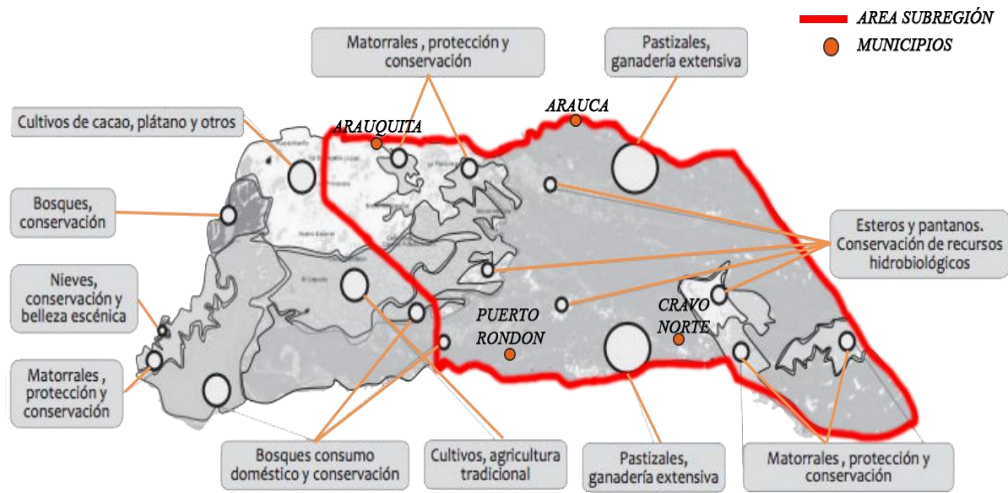 AREA SUBREGIÓN
MUNICIPIOS
Matorrales , protección y
conservación
Pastizales,
ganadería extensiva
Cultivos de cacao, plátano y otros
ARAUQUITA
ARAUCA
Bosques,
conservación
Esteros y pantanos.
Conservación de recursos
hidrobiológicos
Nieves,
conservación y
belleza escénica
PUERTO
RONDON
CRAVO
NORTE
Matorrales ,
protección y
conservación
Bosques consumo
doméstico y conservación
Cultivos, agricultura
tradicional
Pastizales,
ganadería extensiva
Matorrales, protección y
conservación